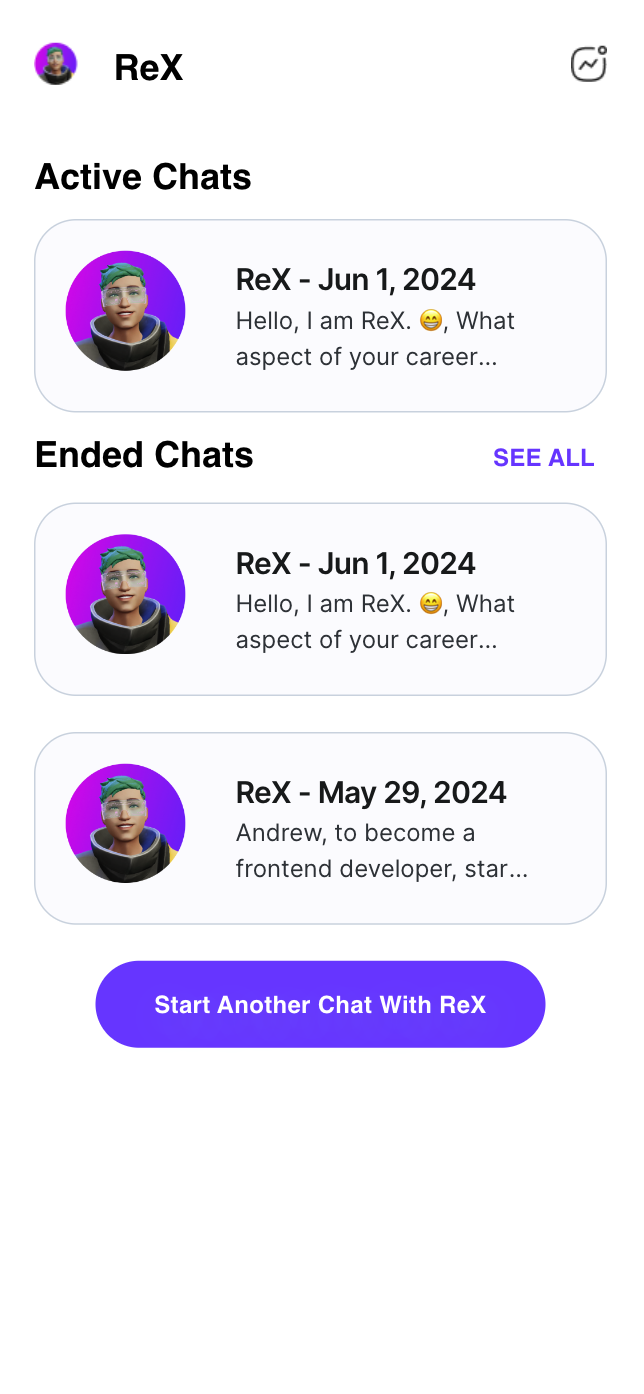 ReX
Active Chats
ReX - Jun 1, 2024
Hello, I am ReX. 😁, What
aspect of your career...
Ended Chats
SEE ALL
ReX - Jun 1, 2024
Hello, I am ReX. 😁, What
aspect of your career...
ReX - May 29, 2024
Andrew, to become a
frontend developer, star...
Start Another Chat With ReX